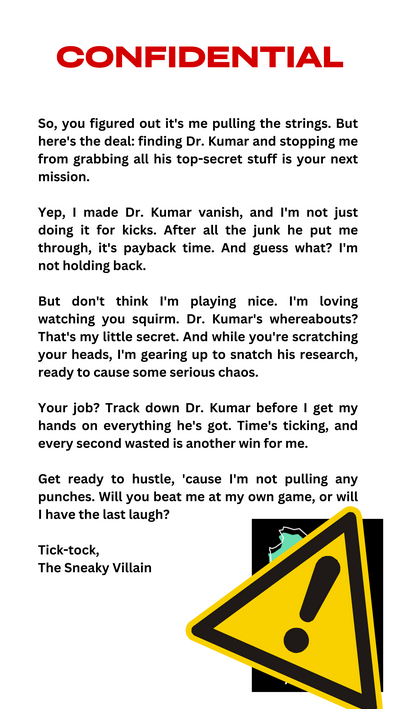 CONFIDENTIAL
So, you figured out it's me pulling the strings. But
here's the deal: finding Dr. Kumar and stopping me
from grabbing all his top-secret stuff is your next
mission.
Yep, I made Dr. Kumar vanish, and I'm not just
doing it for kicks. After all the junk he put me
through, it's payback time. And guess what? I'm
not holding back.
But don't think I'm playing nice. I'm loving
watching you squirm. Dr. Kumar's whereabouts?
That's my little secret. And while you're scratching
your heads, I'm gearing up to snatch his research,
ready to cause some serious chaos.
Your job? Track down Dr. Kumar before I get my
hands on everything he's got. Time's ticking, and
every second wasted is another win for me.
Get ready to hustle, 'cause I'm not pulling any
punches. Will you beat me at my own game, or will
I have the last laugh?
Tick-tock,
The Sneaky Villain